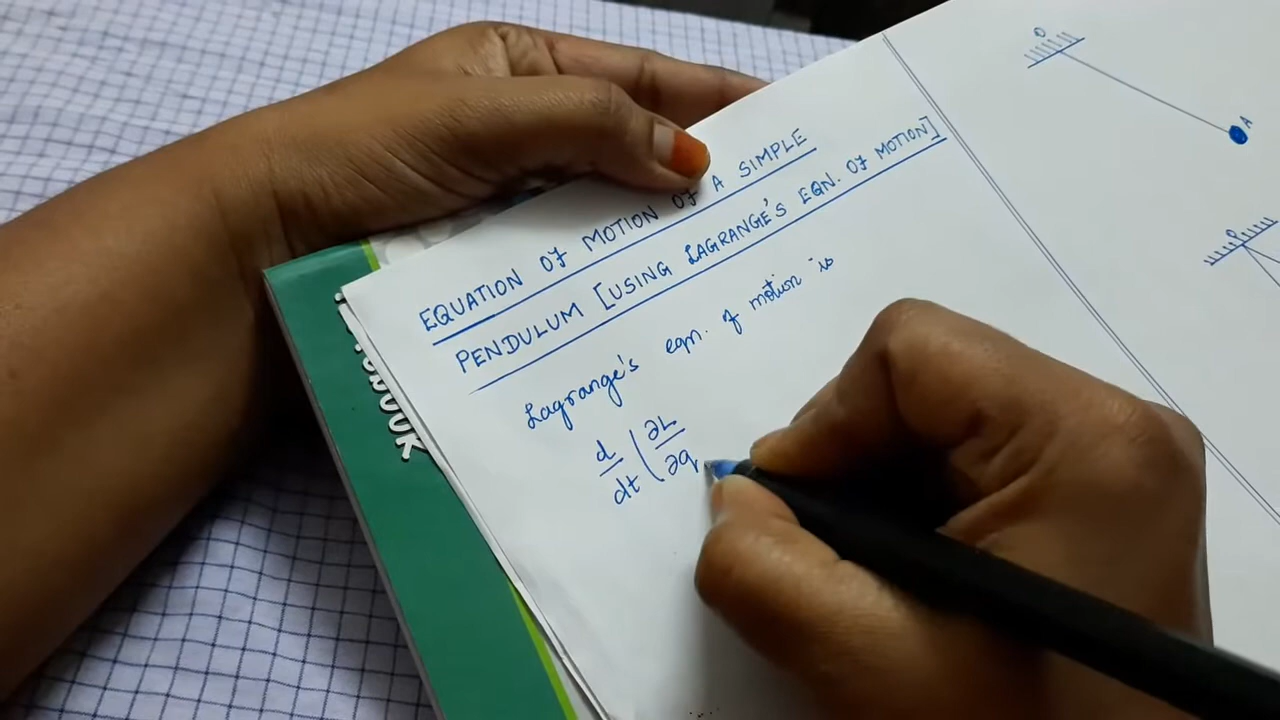 EQUATION OF MOTION OF A SIMPLE
PENDULUM [USING LAGRANGE'S EQN. OF MOTION]
Lagrange's eqn. of motion is
d/dt (∂L/∂q
O
A
O